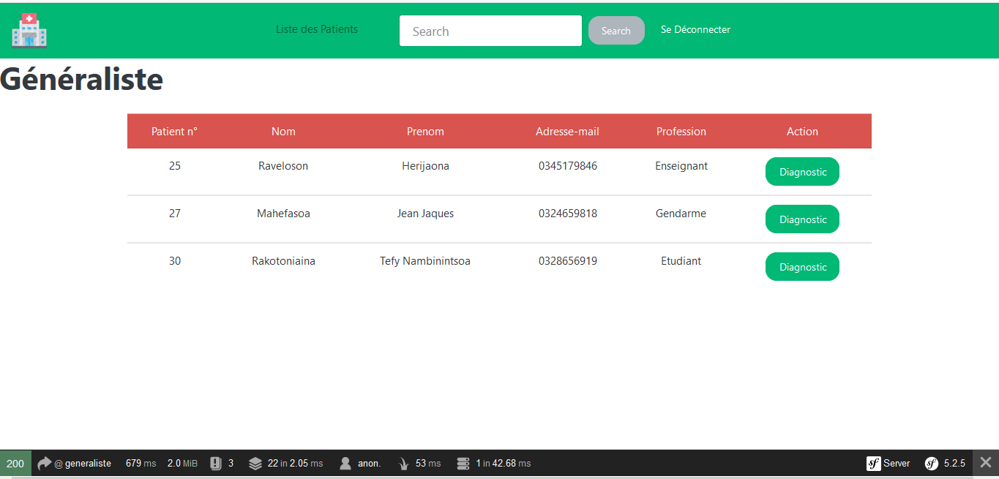 Liste des Patients Search Search Se Déconnecter
Généraliste
Patient n° Nom Prenom Adresse-mail Profession Action
25 Raveloson Herijaona 0345179846 Enseignant Diagnostic
27 Mahefasoa Jean Jaques 0324659818 Gendarme Diagnostic
30 Rakotoniaina Tefy Nambinintsoa 0328656919 Etudiant Diagnostic
200 @ generaliste 679 ms 2.0 MiB 3 22 in 2.05 ms anon. 53 ms 1 in 42.68 ms sf Server sf 5.2.5